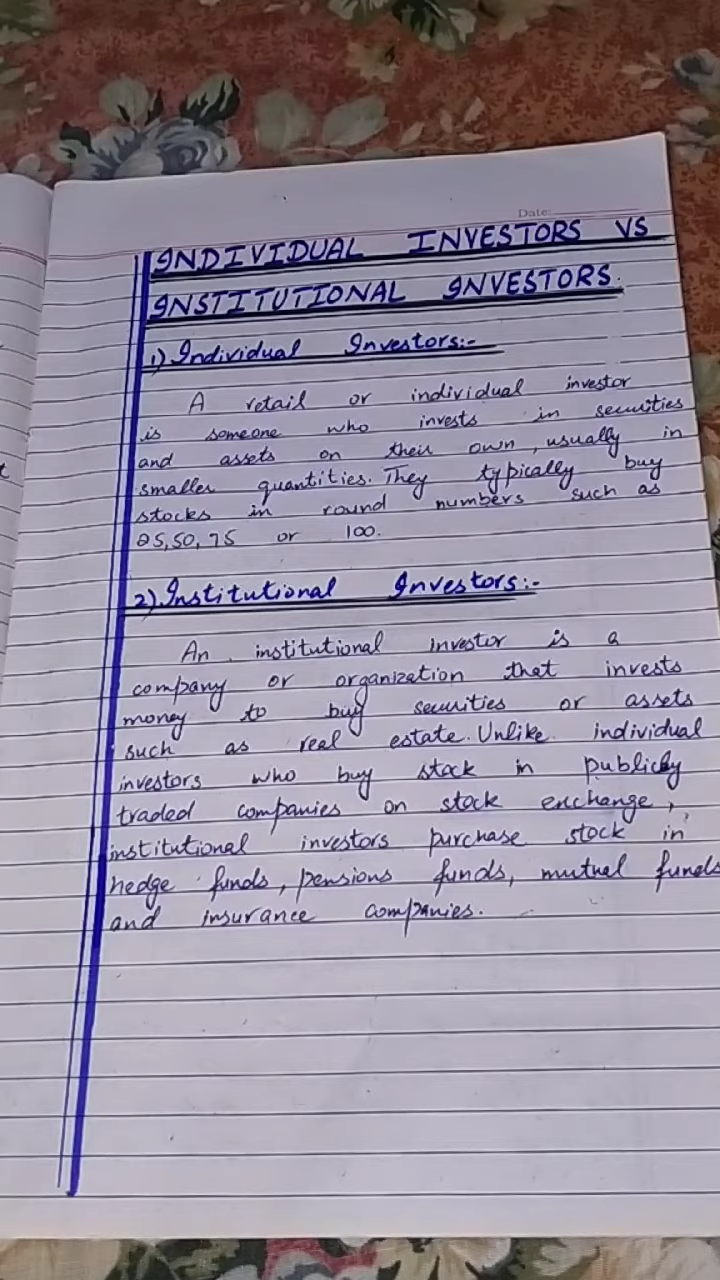 Date:
INDIVIDUAL INVESTORS VS
INSTITUTIONAL INVESTORS.
1) Individual Investors:-
A retail or individual investor
is someone who invests in securities
and assets on their own, usually in
smaller quantities. They typically buy
stocks in round numbers such as
25, 50, 75 or 100.
2) Institutional Investors:-
An institutional investor is a
company or organization that invests
money to buy securities or assets
such as real estate. Unlike individual
investors who buy stock in publicly
traded companies on stock exchange,
institutional investors purchase stock in
hedge funds, pensions funds, mutual funds
and insurance companies.